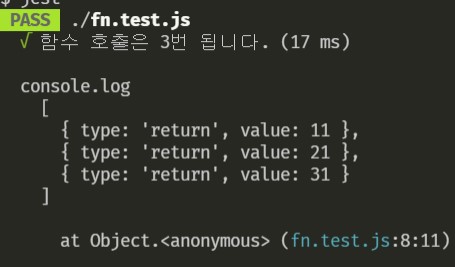 $ jest
PASS ./fn.test.js
√ 함수 호출은 3번 됩니다. (17 ms)
console.log
[
{ type: 'return', value: 11 },
{ type: 'return', value: 21 },
{ type: 'return', value: 31 }
]
at Object.<anonymous> (fn.test.js:8:11)